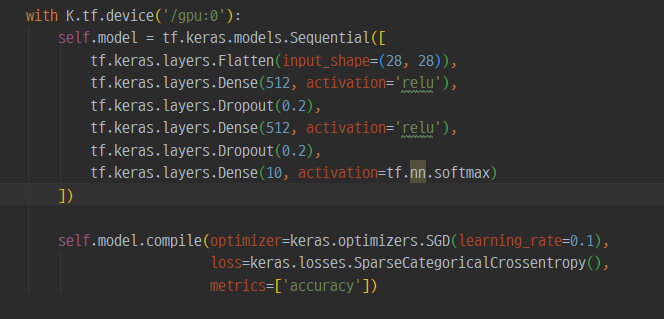 with K.tf.device('/gpu:0'):
    self.model = tf.keras.models.Sequential([
        tf.keras.layers.Flatten(input_shape=(28, 28)),
        tf.keras.layers.Dense(512, activation='relu'),
        tf.keras.layers.Dropout(0.2),
        tf.keras.layers.Dense(512, activation='relu'),
        tf.keras.layers.Dropout(0.2),
        tf.keras.layers.Dense(10, activation=tf.nn.softmax)
    ])
    self.model.compile(optimizer=keras.optimizers.SGD(learning_rate=0.1),
                       loss=keras.losses.SparseCategoricalCrossentropy(),
                       metrics=['accuracy'])